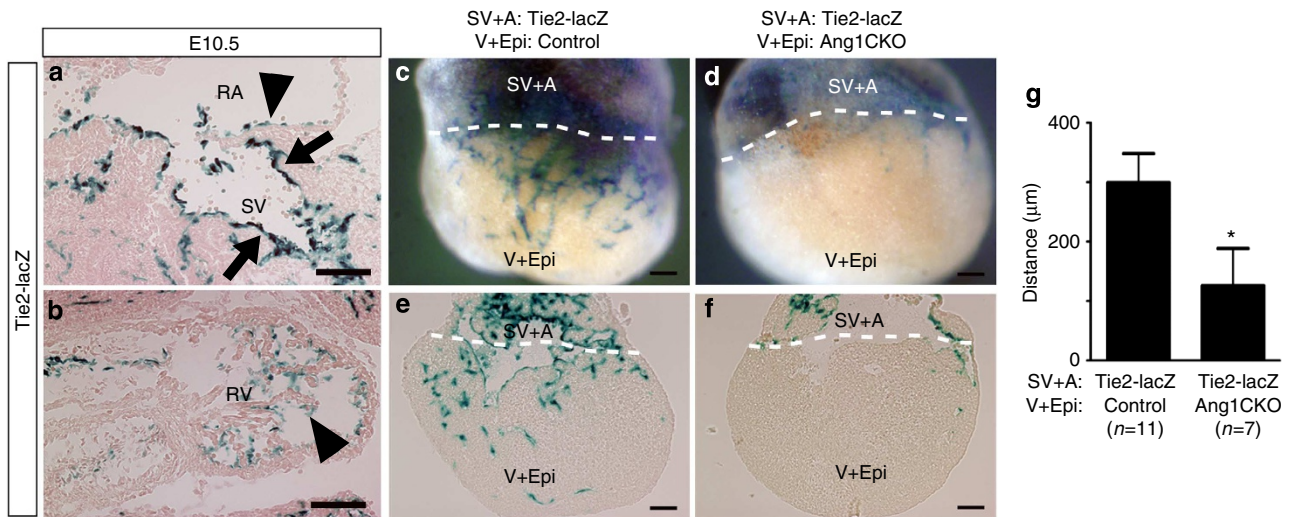 E10.5
Tie2-lacZ
a
RA
SV
b
RV
SV+A: Tie2-lacZ
V+Epi: Control
c
SV+A
V+Epi
SV+A: Tie2-lacZ
V+Epi: Ang1CKO
d
SV+A
V+Epi
e
SV+A
V+Epi
f
SV+A
V+Epi
g
Distance (μm)
400
200
0
*
SV+A: Tie2-lacZ Tie2-lacZ
V+Epi: Control Ang1CKO
(n=11) (n=7)